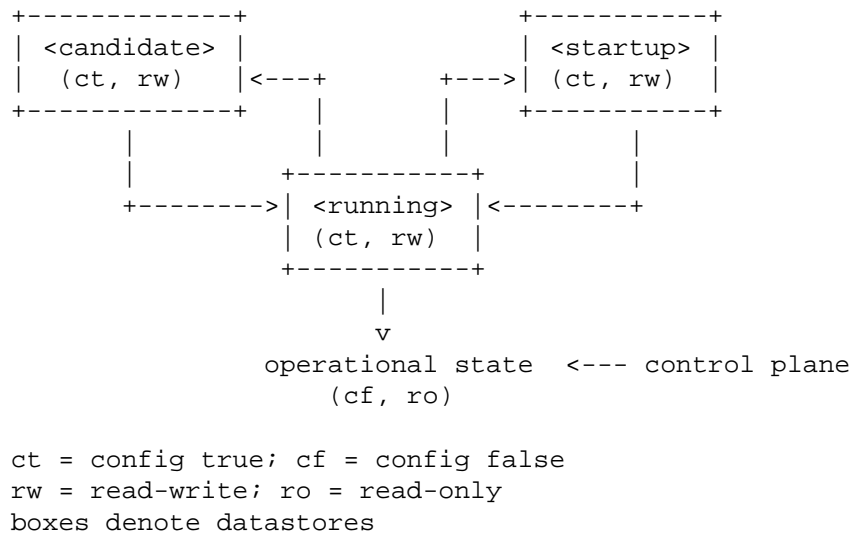 <candidate> <startup>
(ct, rw) (ct, rw)
<running>
(ct, rw)
operational state <--- control plane
(cf, ro)
ct = config true; cf = config false
rw = read-write; ro = read-only
boxes denote datastores